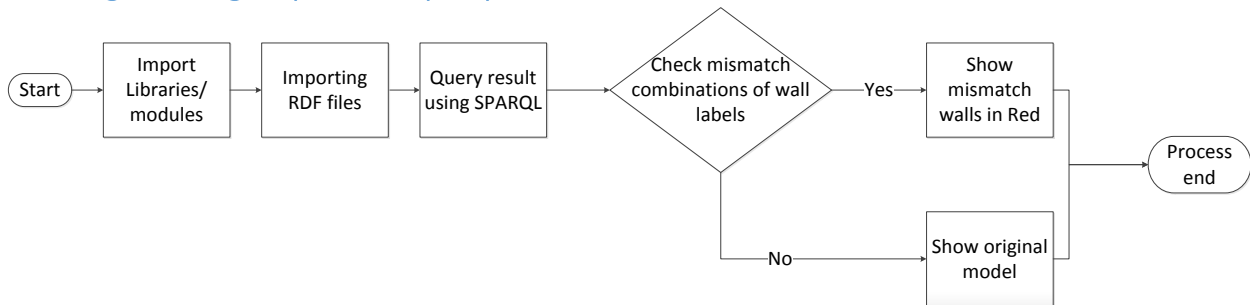 Start
Import
Libraries/
modules
Importing
RDF files
Query result
using SPARQL
Check mismatch
combinations of wall
labels
Yes
Show
mismatch
walls in Red
Process
end
No
Show original
model